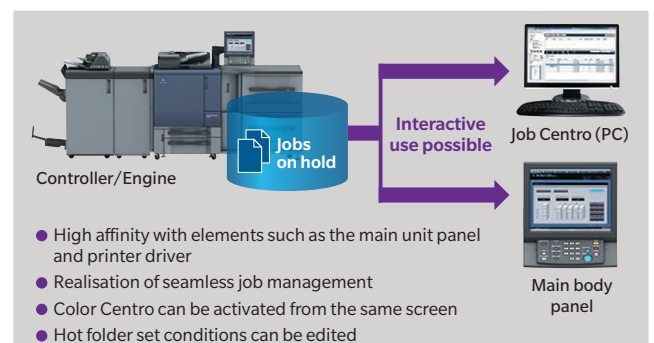 Jobs
on hold
Interactive
use possible
Job Centro (PC)
Controller/Engine
Main body
panel
• High affinity with elements such as the main unit panel
and printer driver
• Realisation of seamless job management
• Color Centro can be activated from the same screen
• Hot folder set conditions can be edited